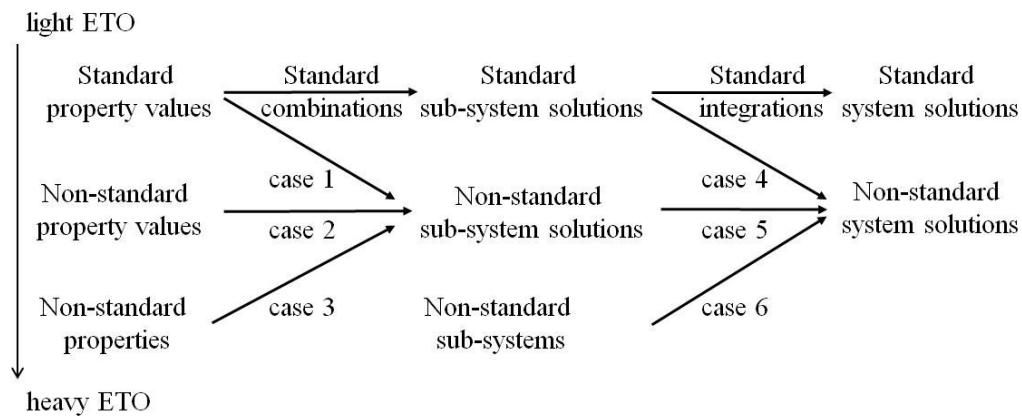 light ETO
Standard Standard Standard Standard Standard
property values combinations sub-system solutions integrations system solutions
case 1 case 4
Non-standard Non-standard Non-standard
property values case 2 sub-system solutions case 5 system solutions
Non-standard case 3 Non-standard case 6
properties sub-systems
heavy ETO